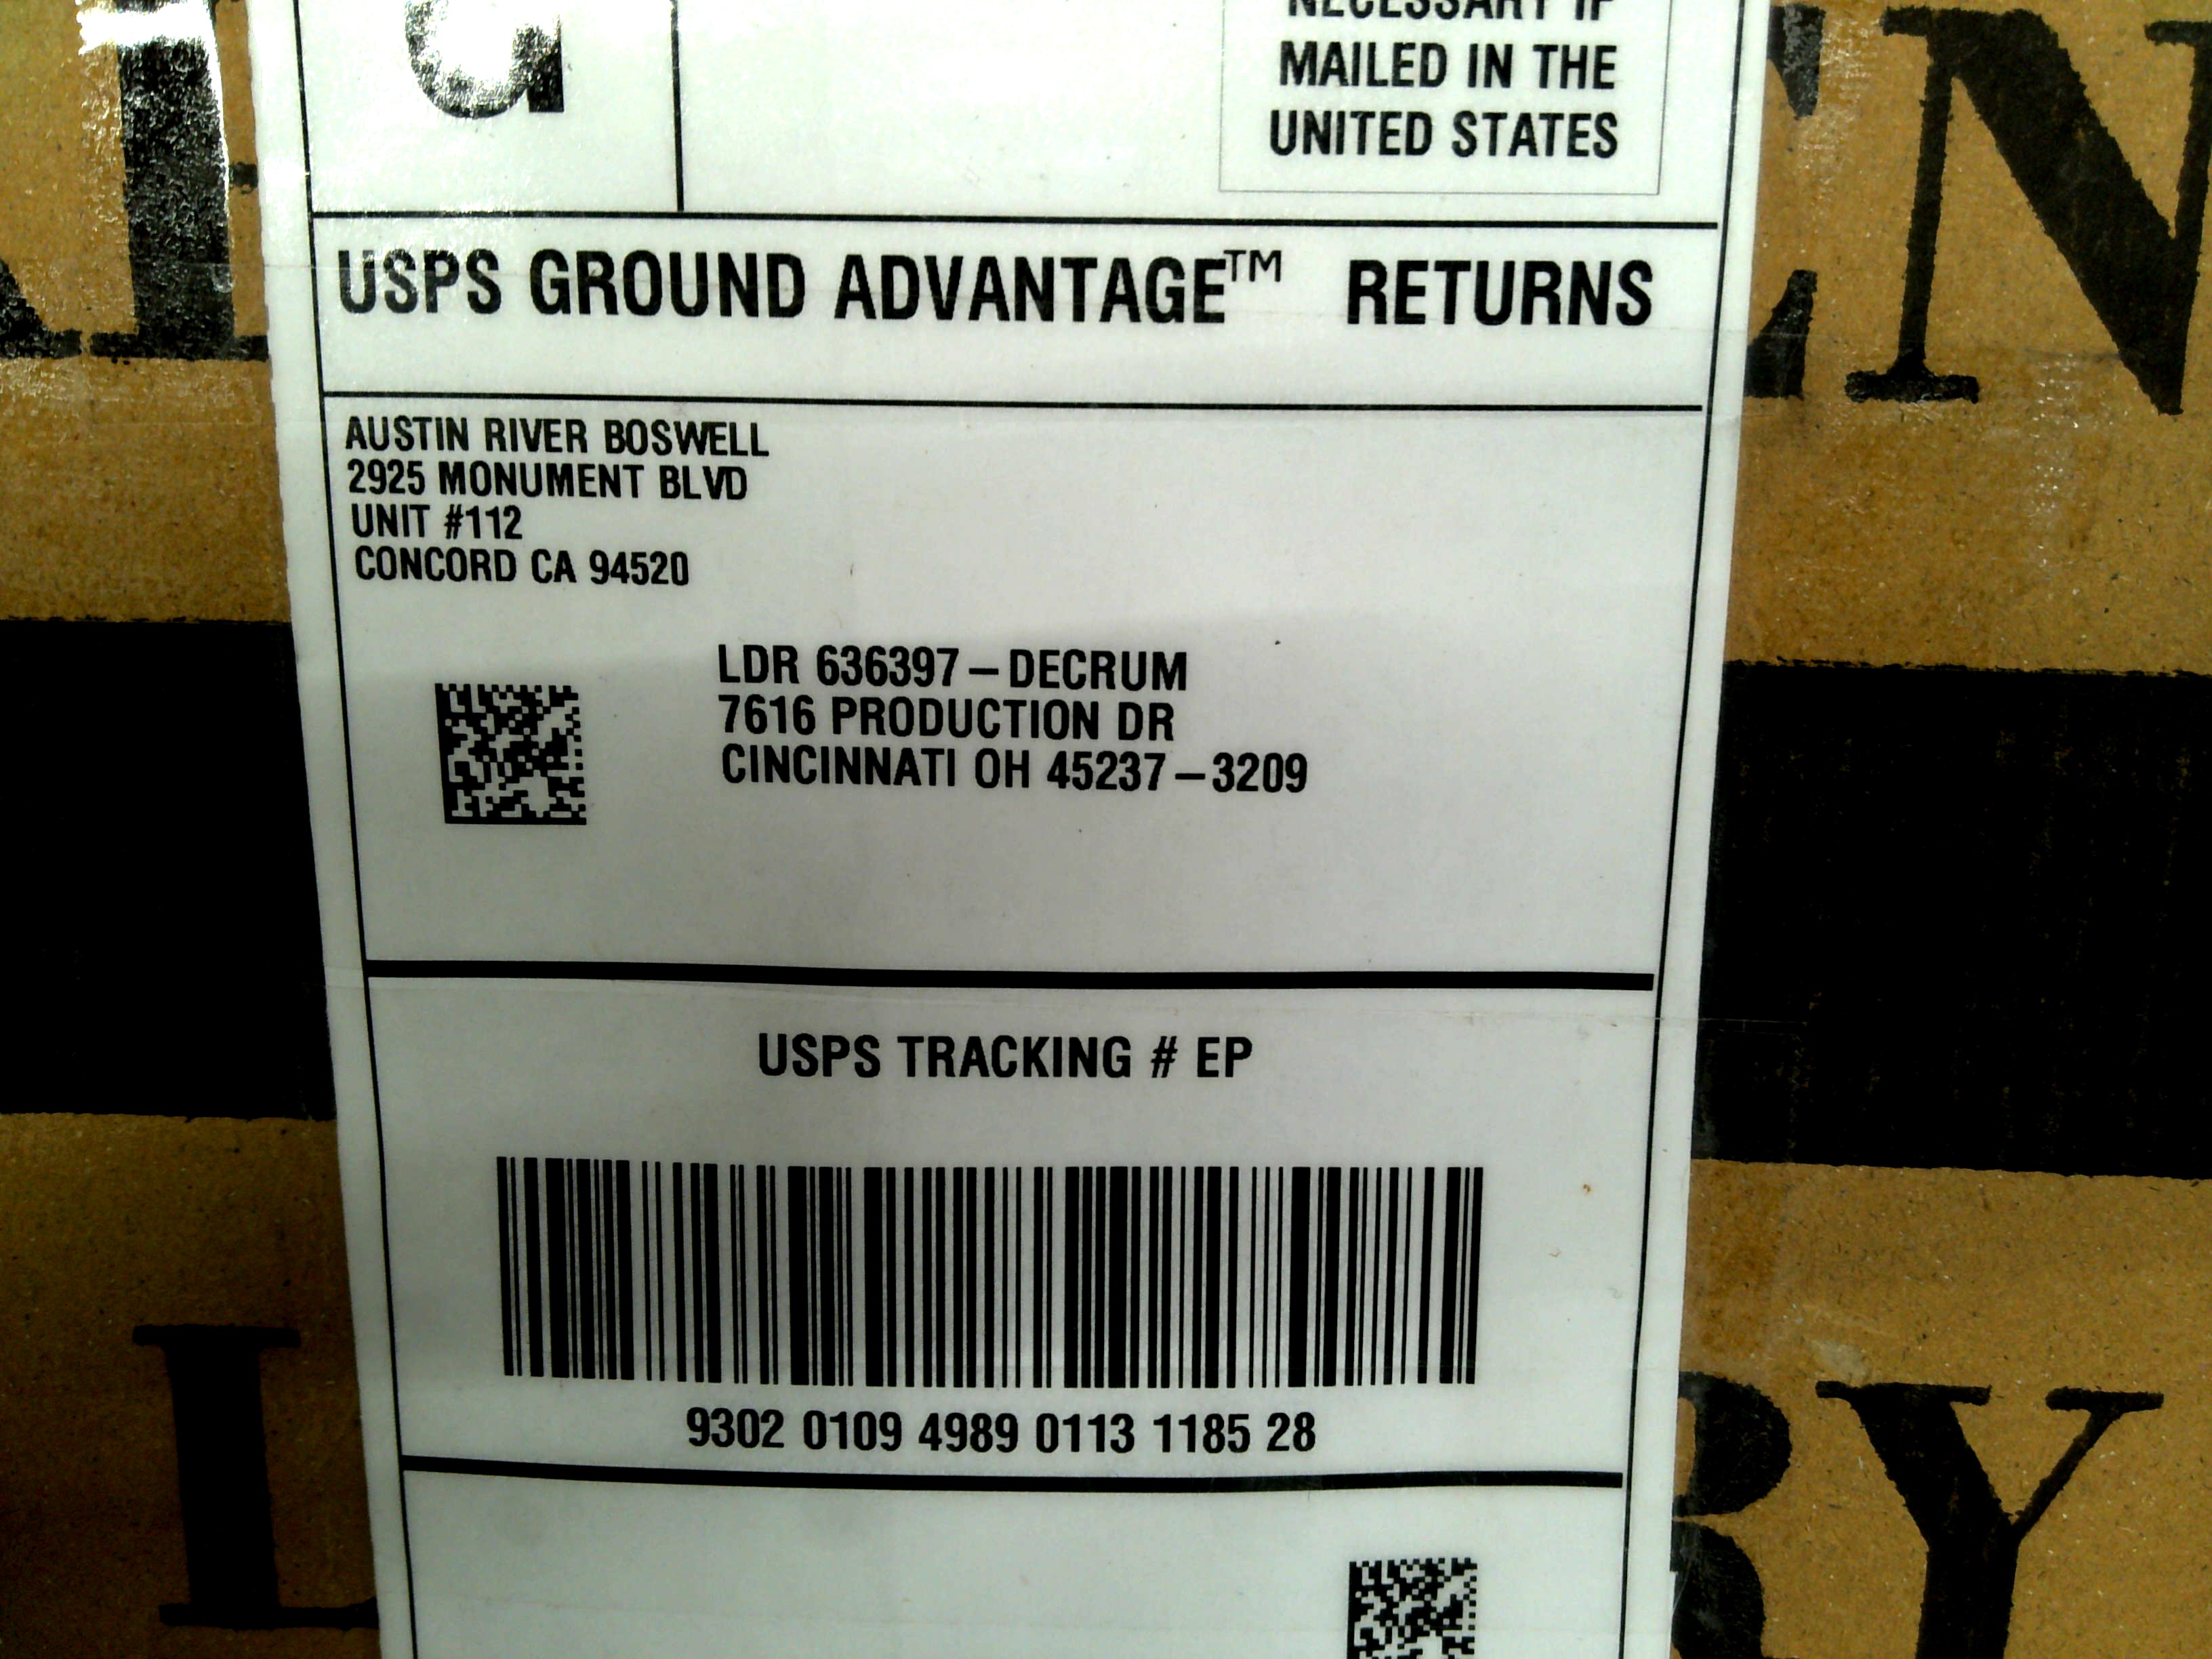 G
NECESSARY IF
MAILED IN THE
UNITED STATES
USPS GROUND ADVANTAGE™ RETURNS
AUSTIN RIVER BOSWELL
2925 MONUMENT BLVD
UNIT #112
CONCORD CA 94520
LDR 636397–DECRUM
7616 PRODUCTION DR
CINCINNATI OH 45237–3209
USPS TRACKING # EP
9302 0109 4989 0113 1185 28